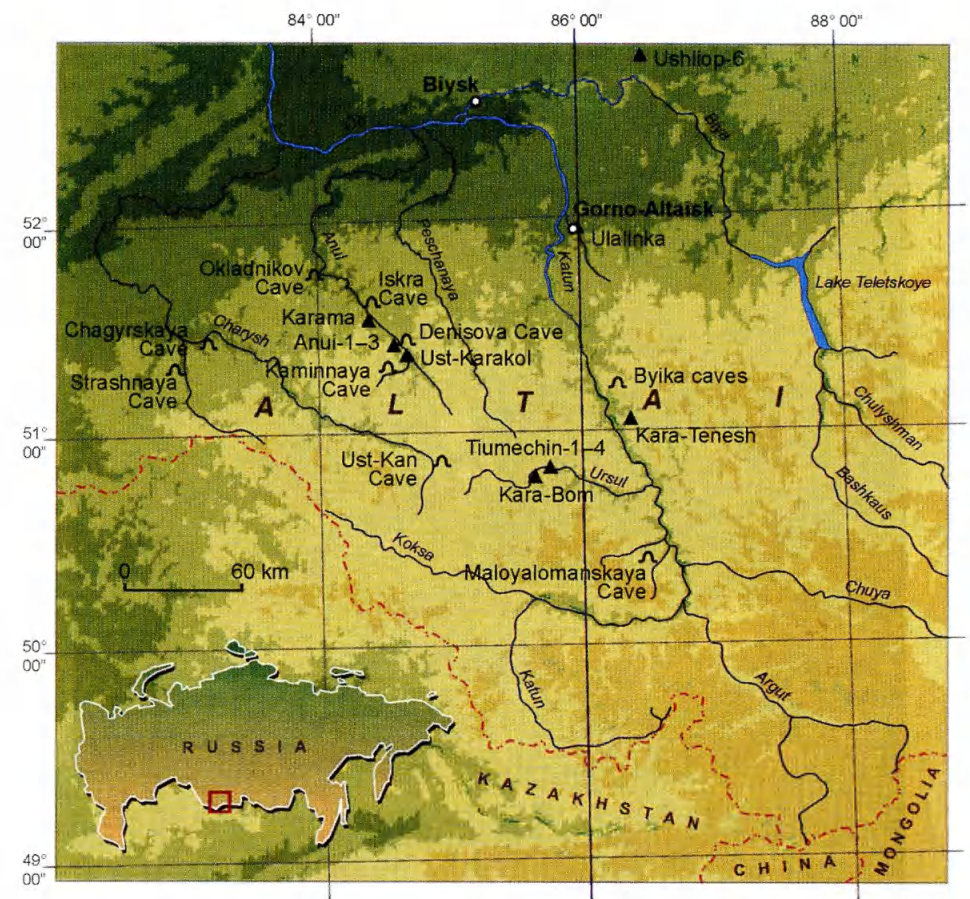 84° 00"
86° 00"
88° 00"
Ushliop-6
Biysk
Biya
52°
00"
Gorno-Altaisk
Ulalinka
Anui
Peschanaya
Katun
Okladnikov
Cave
Iskra
Cave
Lake Teletskoye
Karama
Denisova Cave
Chagyrskaya
Cave
Charysh
Anui-1–3
Ust-Karakol
Strashnaya
Cave
Kaminnaya
Cave
Byika caves
A L T A I
Chulyshman
Kara-Tenesh
51°
00"
Tiumechin-1–4
Ust-Kan
Cave
Ursul
Kara-Bom
Bashkaus
Koksa
0 60 km
Maloyalomanskaya
Cave
Chuya
50°
00"
Katun
Argut
RUSSIA
KAZAKHSTAN
MONGOLIA
CHINA
49°
00"